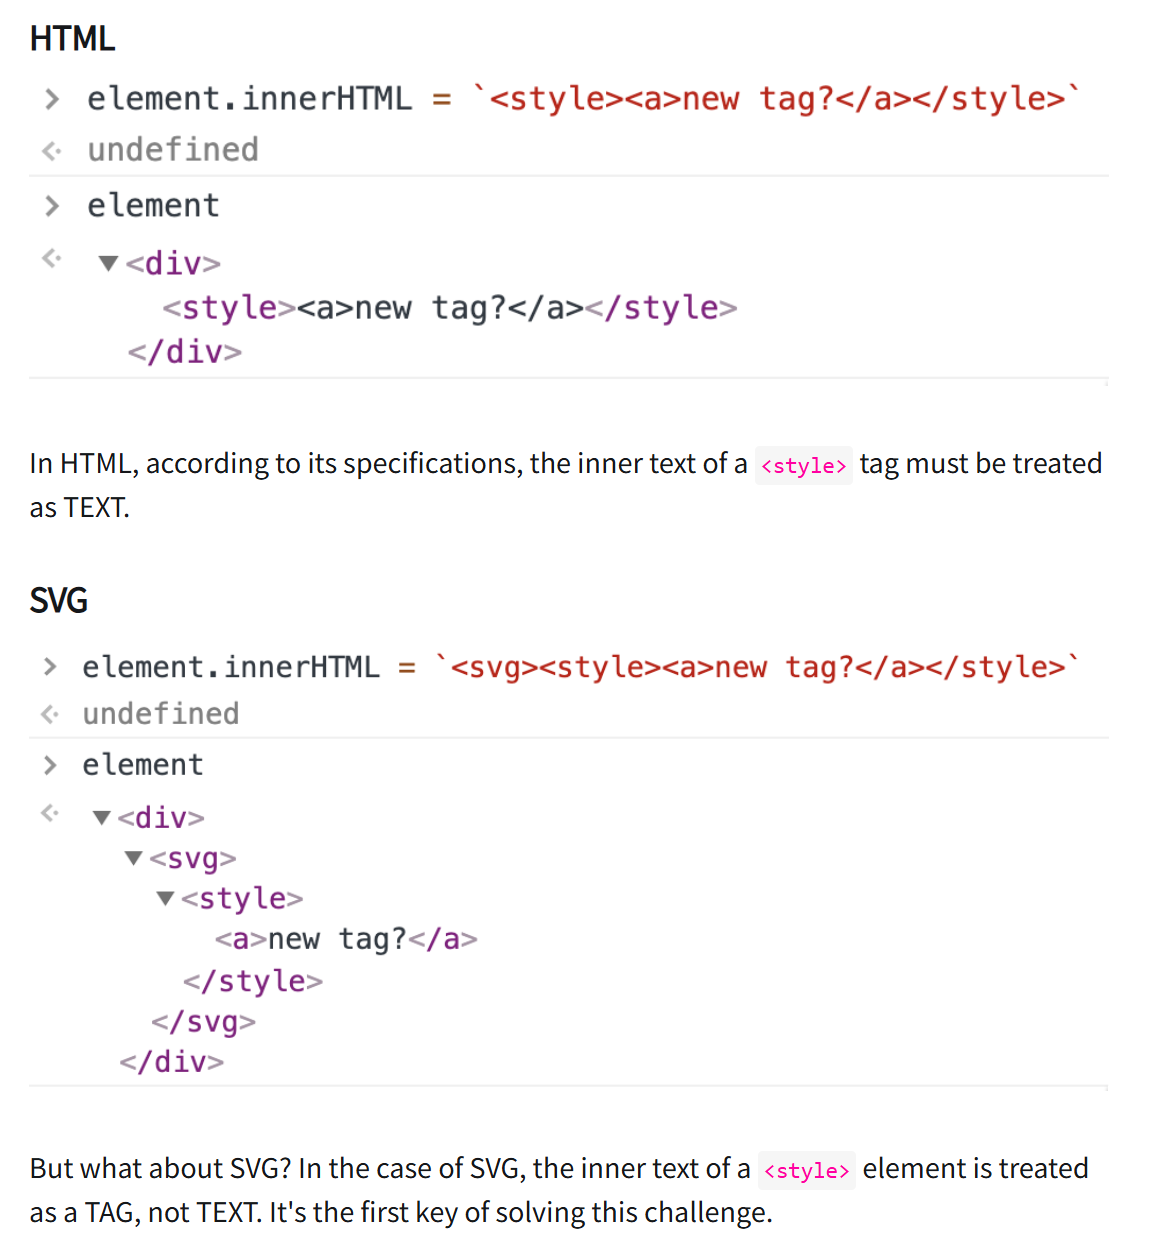 HTML
> element.innerHTML = `<style><a>new tag?</a></style>`
<· undefined
> element
<· ▼<div>
<style><a>new tag?</a></style>
</div>
In HTML, according to its specifications, the inner text of a <style> tag must be treated
as TEXT.
SVG
> element.innerHTML = `<svg><style><a>new tag?</a></style>`
<· undefined
> element
<· ▼<div>
▼<svg>
▼<style>
<a>new tag?</a>
</style>
</svg>
</div>
But what about SVG? In the case of SVG, the inner text of a <style> element is treated
as a TAG, not TEXT. It's the first key of solving this challenge.